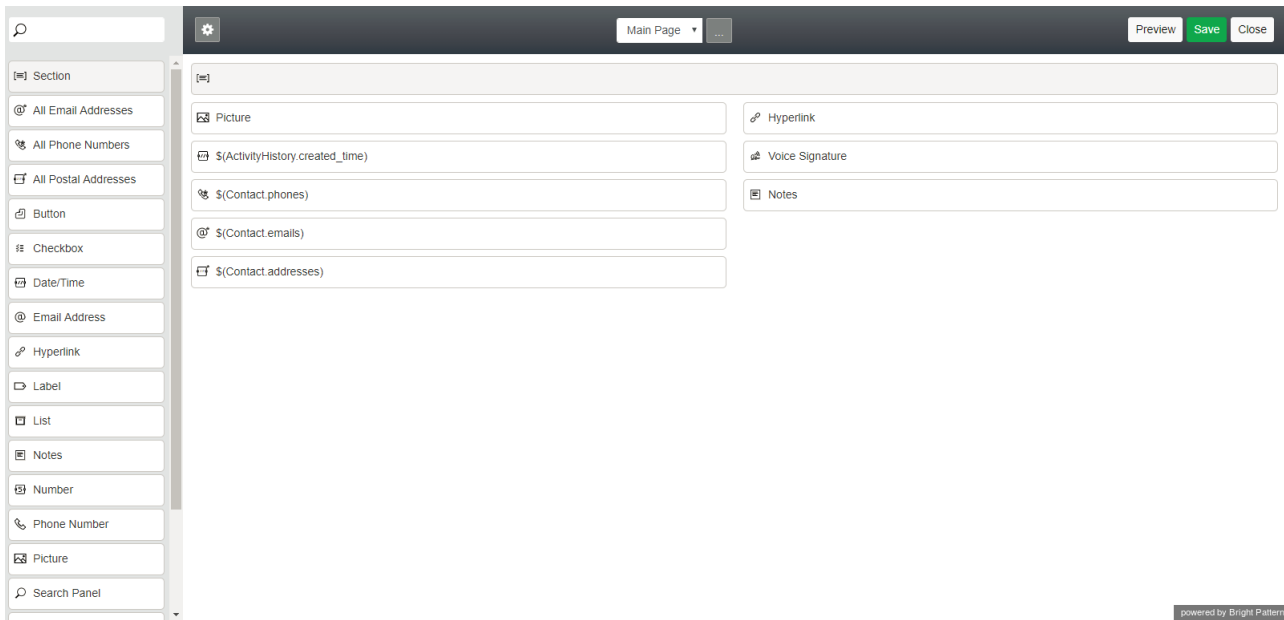 Main Page
...
Preview
Save
Close
Section
All Email Addresses
All Phone Numbers
All Postal Addresses
Button
Checkbox
Date/Time
Email Address
Hyperlink
Label
List
Notes
Number
Phone Number
Picture
Search Panel
Picture
$(ActivityHistory.created_time)
$(Contact.phones)
$(Contact.emails)
$(Contact.addresses)
Hyperlink
Voice Signature
Notes
powered by Bright Pattern